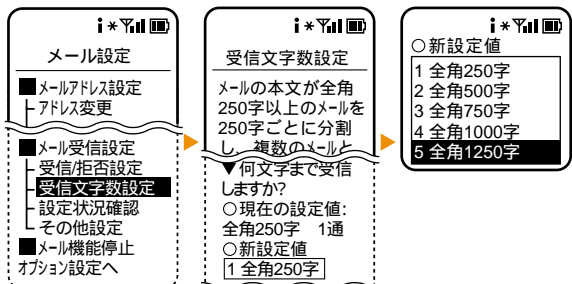 メール設定
■メールアドレス設定
├アドレス変更
■メール受信設定
├受信/拒否設定
├受信文字数設定
├設定状況確認
└その他設定
■メール機能停止
オプション設定へ
受信文字数設定
メールの本文が全角
250字以上のメールを
250字ごとに分割
し、複数のメールと
▼何文字まで受信
しますか?
○現在の設定値:
全角250字 1通
○新設定値
1 全角250字
○新設定値
1 全角250字
2 全角500字
3 全角750字
4 全角1000字
5 全角1250字